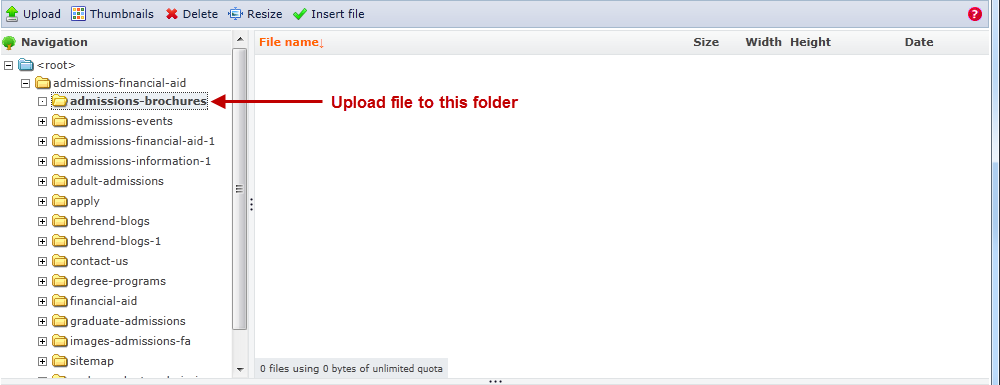 Upload Thumbnails Delete Resize Insert file ?
Navigation File name↓ Size Width Height Date
<root>
admissions-financial-aid
admissions-brochures Upload file to this folder
admissions-events
admissions-financial-aid-1
admissions-information-1
adult-admissions
apply
behrend-blogs
behrend-blogs-1
contact-us
degree-programs
financial-aid
graduate-admissions
images-admissions-fa
sitemap
0 files using 0 bytes of unlimited quota